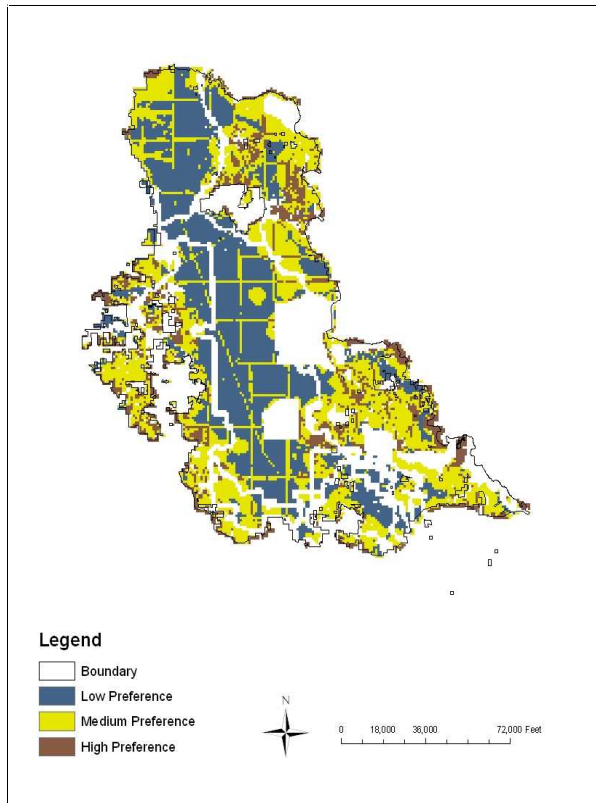 Legend
Boundary
Low Preference
Medium Preference
High Preference
N
0 18,000 36,000 72,000 Feet